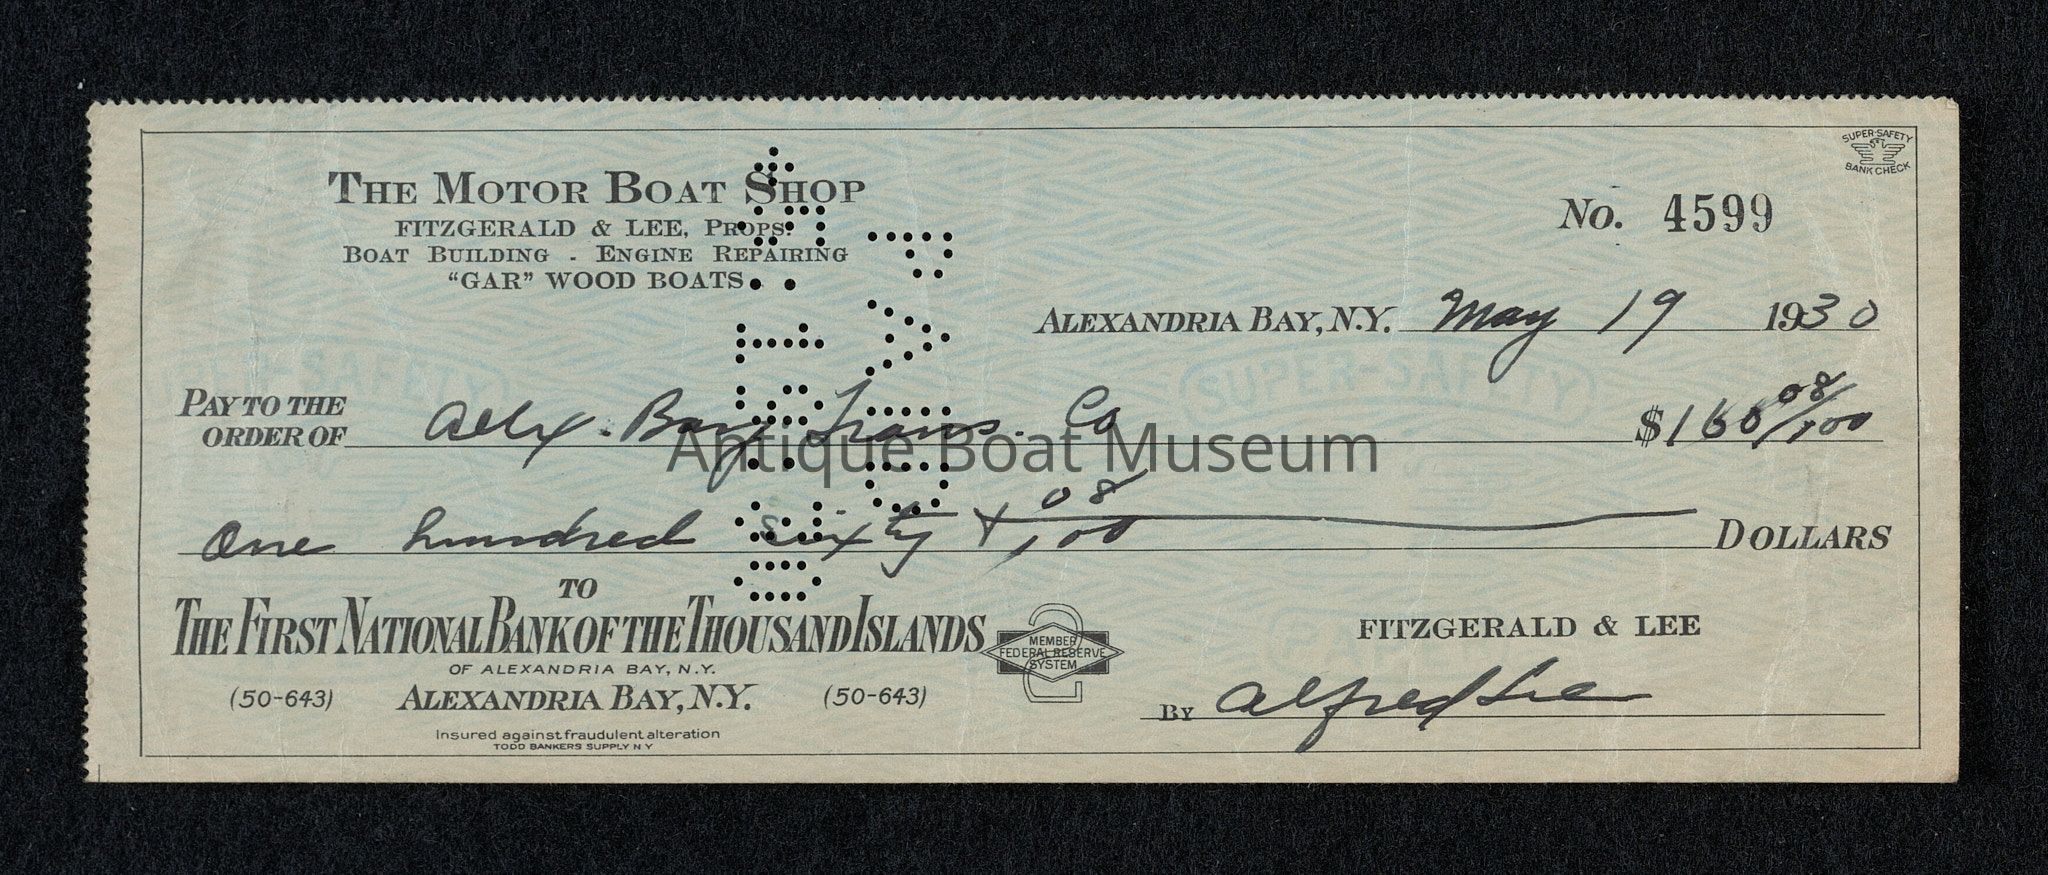 SUPER-SAFETY
BANK CHECK
THE MOTOR BOAT SHOP
FITZGERALD & LEE, PROPS.
BOAT BUILDING - ENGINE REPAIRING
"GAR" WOOD BOATS
No. 4599
ALEXANDRIA BAY, N.Y. May 19 1930
PAY TO THE
ORDER OF Alex. Bay Trans. Co $160 08/100
Antique Boat Museum
One hundred sixty & 08/100 DOLLARS
TO
THE FIRST NATIONAL BANK OF THE THOUSAND ISLANDS
OF ALEXANDRIA BAY, N.Y.
(50-643) ALEXANDRIA BAY, N.Y. (50-643)
Insured against fraudulent alteration
TODD BANKERS SUPPLY N Y
MEMBER
FEDERAL RESERVE
SYSTEM
2
FITZGERALD & LEE
BY Alfred Lee
SUPER-SAFETY